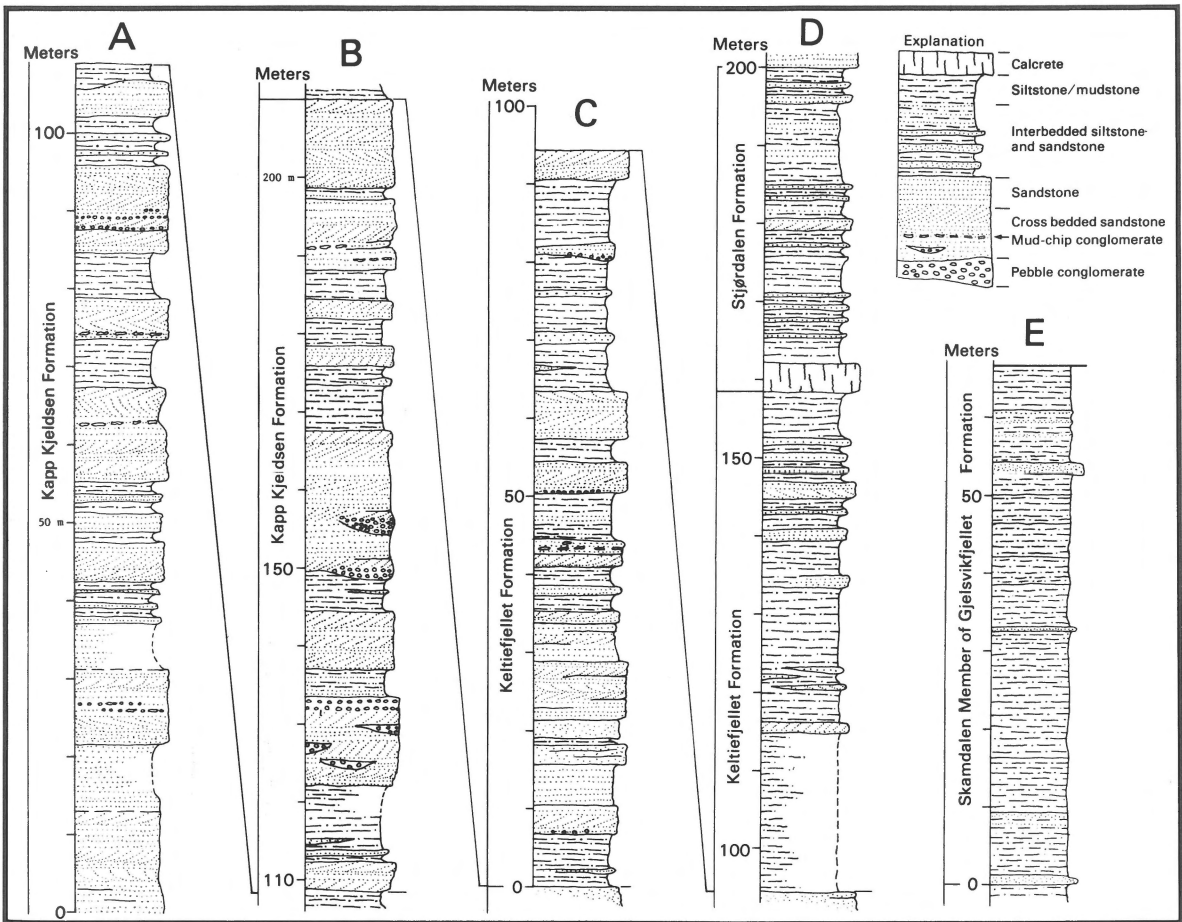 A
Meters
100
50 m
0
Kapp Kjeldsen Formation
B
Meters
200 m
150
110
Kapp Kjeldsen Formation
C
Meters
100
50
0
Keltiefjellet Formation
D
Meters
200
150
100
Stjørdalen Formation
Keltiefjellet Formation
Explanation
Calcrete
Siltstone/mudstone
Interbedded siltstone-
and sandstone
Sandstone
Cross bedded sandstone
Mud-chip conglomerate
Pebble conglomerate
E
Meters
50
0
Skamdalen Member of Gjelsvikfjellet Formation